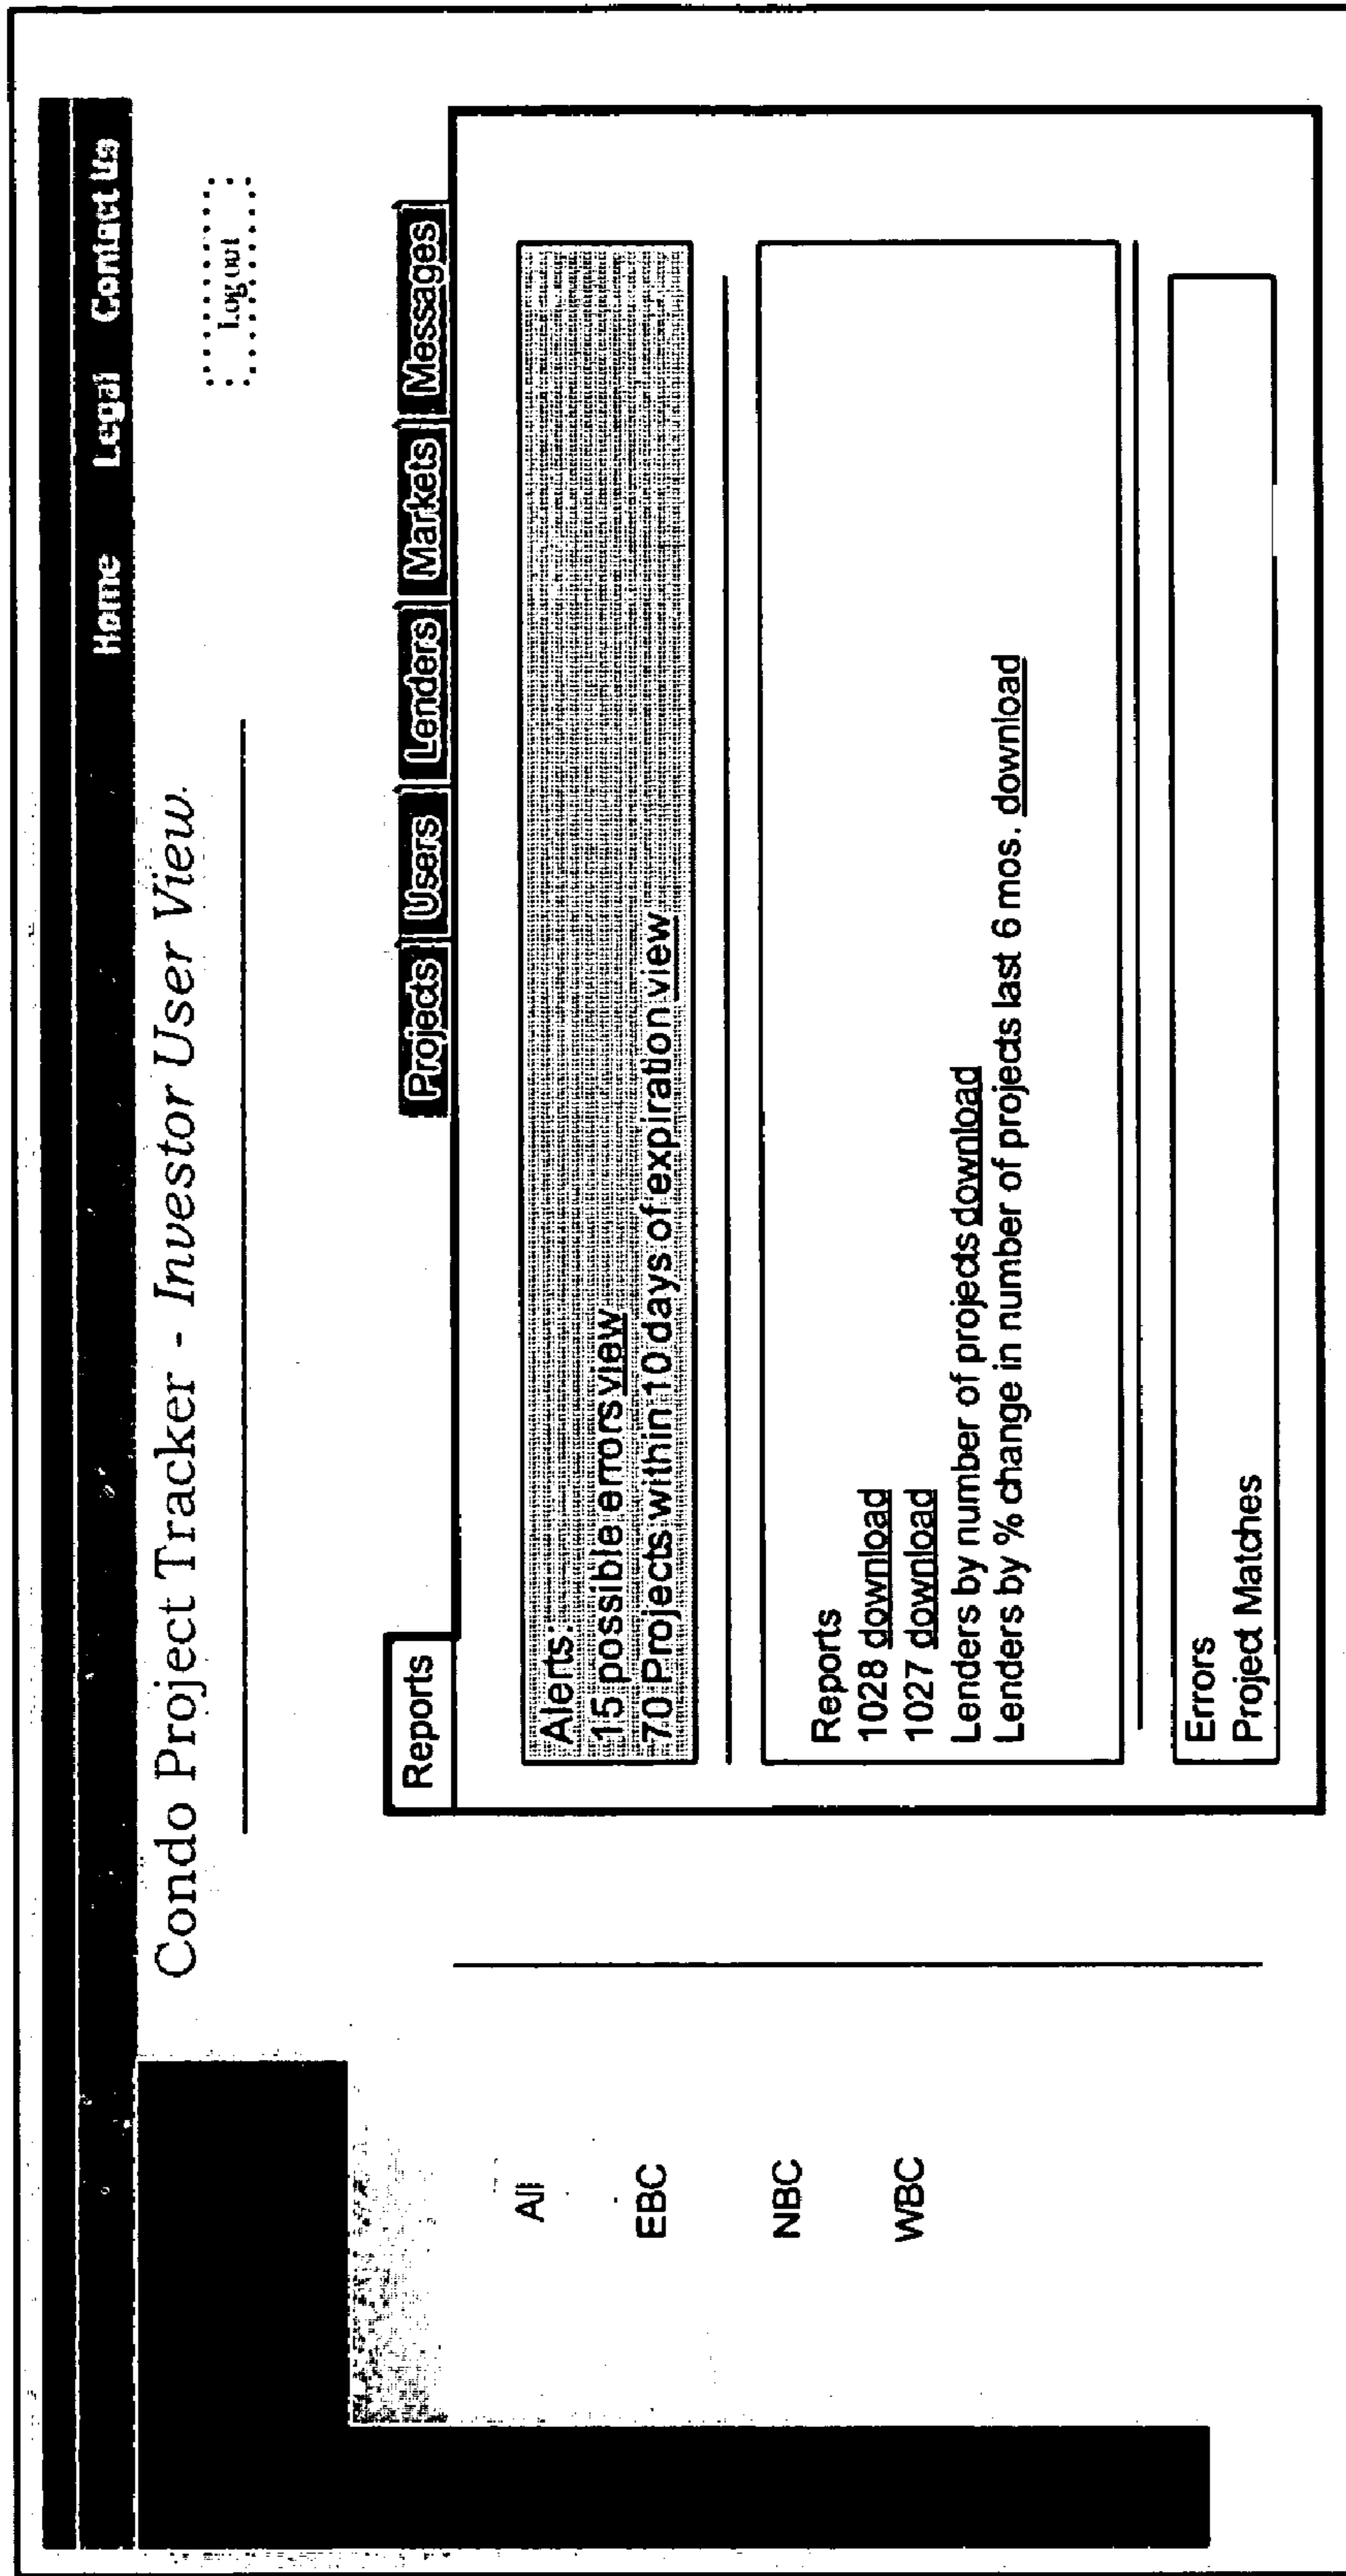 Home Legal Contact Us
Condo Project Tracker - Investor User View
Log out
Reports Projects Users Lenders Markets Messages
Alerts:
15 possible errors view
70 Projects within 10 days of expiration view
Reports
1028 download
1027 download
Lenders by number of projects download
Lenders by % change in number of projects last 6 mos. download
Errors
Project Matches
All
EBC
NBC
WBC